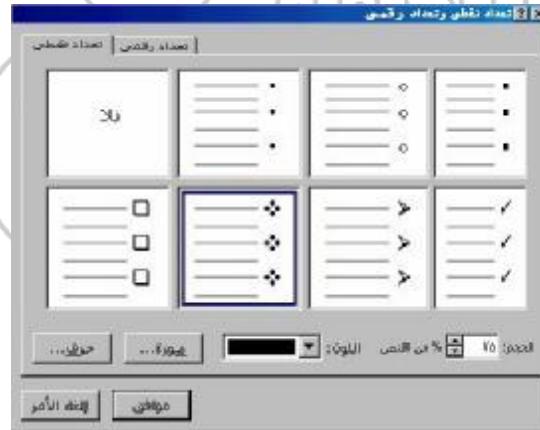 تعداد نقطي وتعداد رقمي
تعداد نقطي تعداد رقمي
بلا
الحجم: ٧٥ % من النص اللون: صورة... حرف...
موافق إلغاء الأمر